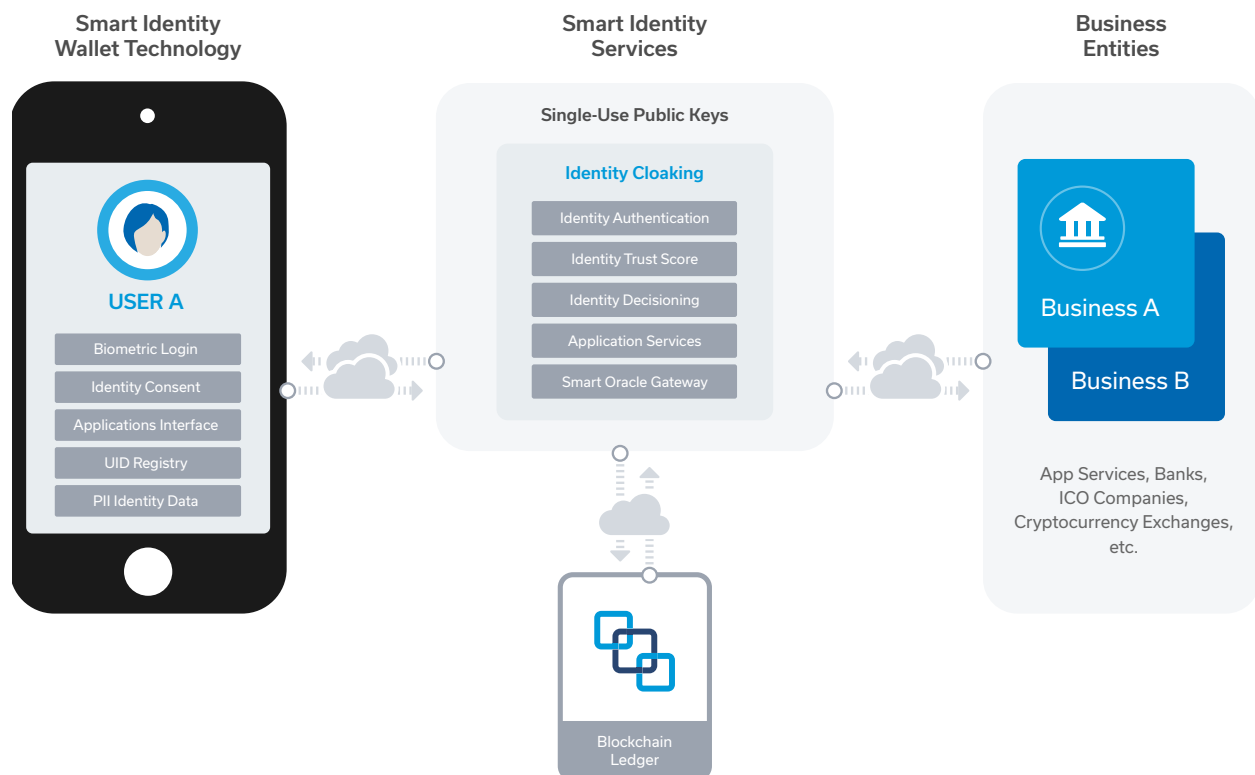 Smart Identity
Wallet Technology
Smart Identity
Services
Business
Entities
USER A
Biometric Login
Identity Consent
Applications Interface
UID Registry
PII Identity Data
Single-Use Public Keys
Identity Cloaking
Identity Authentication
Identity Trust Score
Identity Decisioning
Application Services
Smart Oracle Gateway
Business A
Business B
App Services, Banks,
ICO Companies,
Cryptocurrency Exchanges,
etc.
Blockchain
Ledger